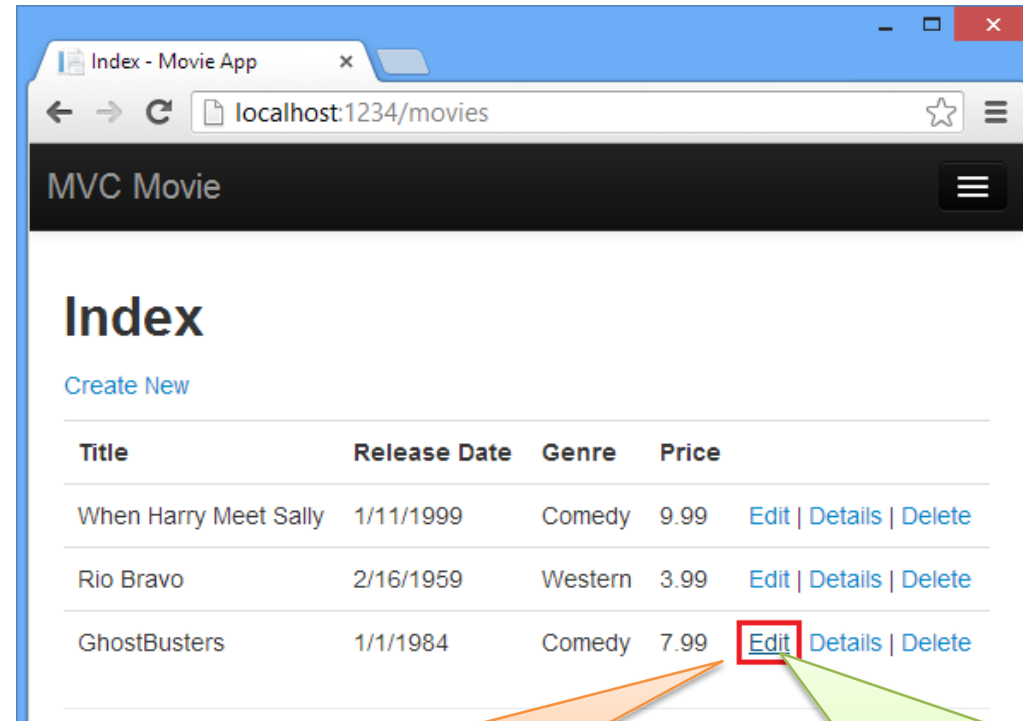 Index - Movie App
localhost:1234/movies
MVC Movie
Index
Create New
Title Release Date Genre Price
When Harry Meet Sally 1/11/1999 Comedy 9.99 Edit | Details | Delete
Rio Bravo 2/16/1959 Western 3.99 Edit | Details | Delete
GhostBusters 1/1/1984 Comedy 7.99 Edit Details | Delete